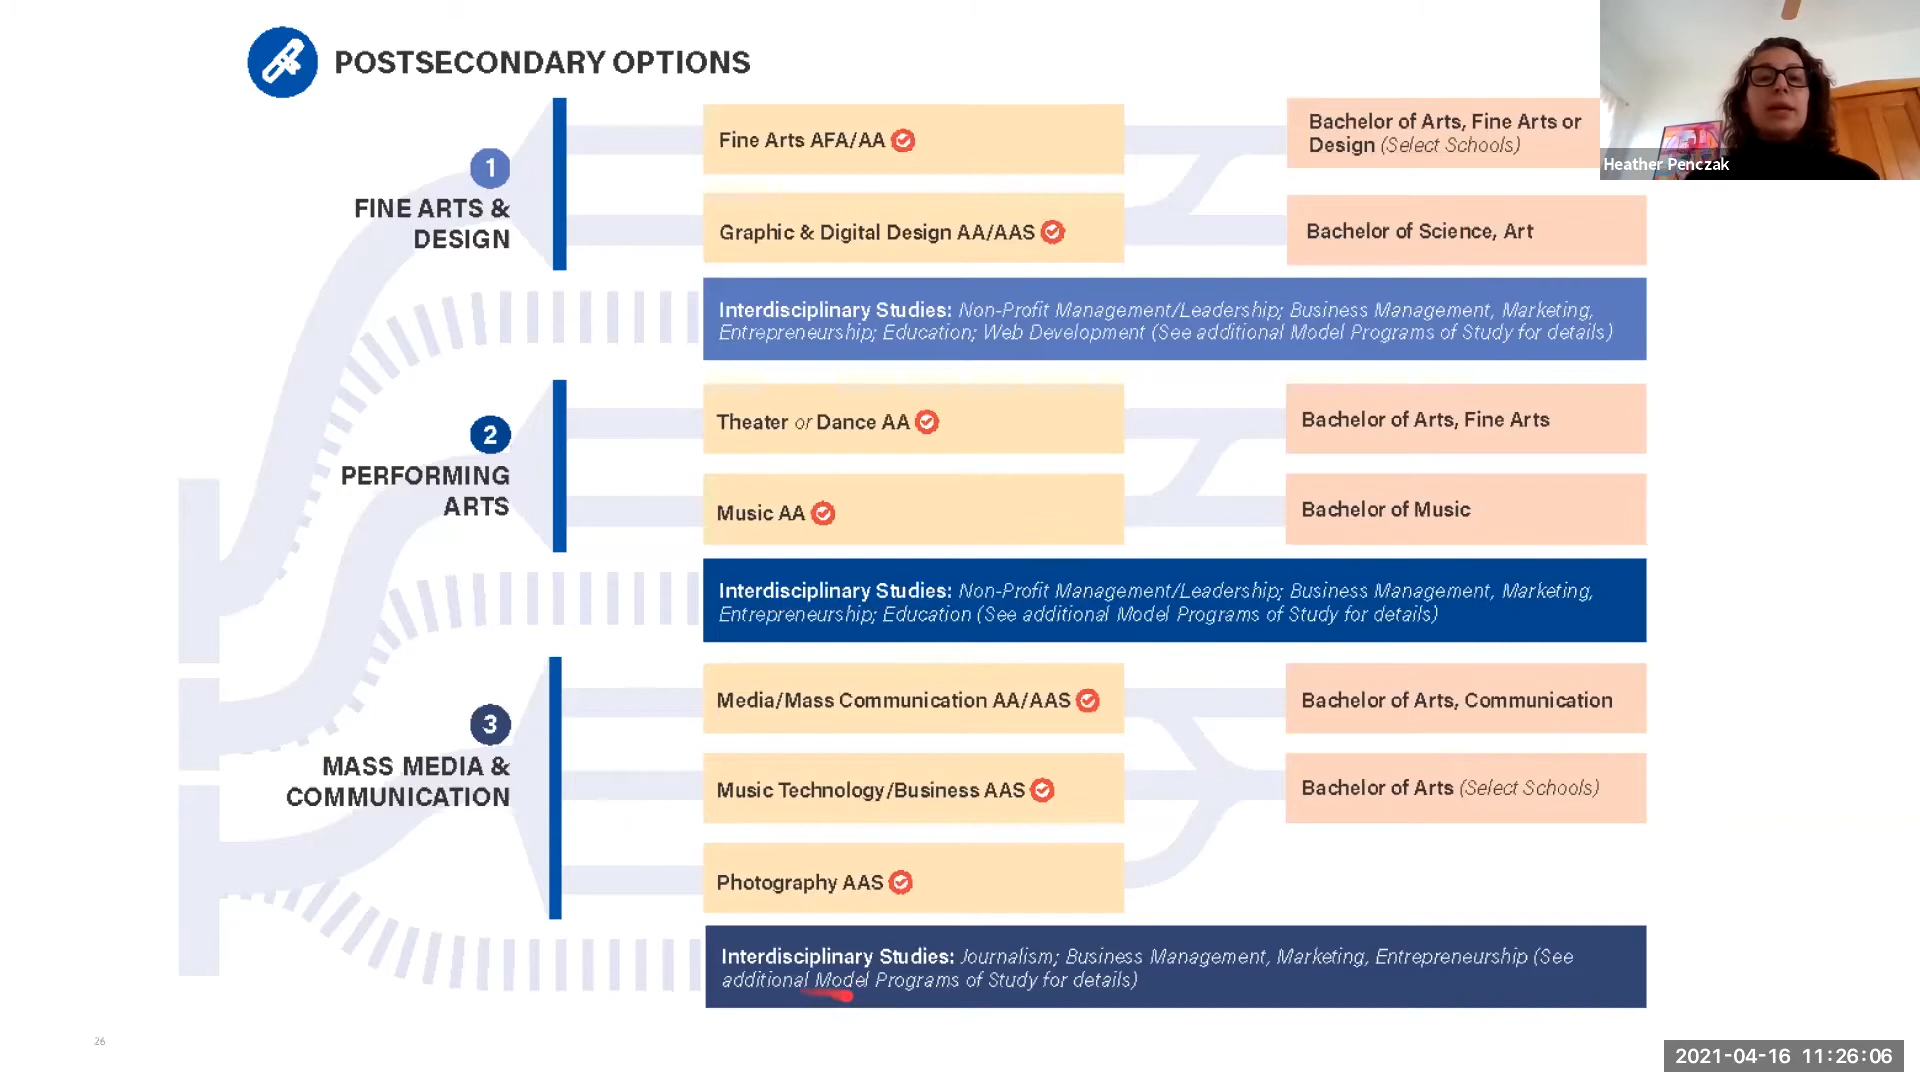 POSTSECONDARY OPTIONS
1
FINE ARTS &
DESIGN
Fine Arts AFA/AA
Bachelor of Arts, Fine Arts or
Design (Select Schools)
Graphic & Digital Design AA/AAS
Bachelor of Science, Art
Interdisciplinary Studies: Non-Profit Management/Leadership; Business Management, Marketing,
Entrepreneurship; Education; Web Development (See additional Model Programs of Study for details)
2
PERFORMING
ARTS
Theater or Dance AA
Bachelor of Arts, Fine Arts
Music AA
Bachelor of Music
Interdisciplinary Studies: Non-Profit Management/Leadership; Business Management, Marketing,
Entrepreneurship; Education (See additional Model Programs of Study for details)
3
MASS MEDIA &
COMMUNICATION
Media/Mass Communication AA/AAS
Bachelor of Arts, Communication
Music Technology/Business AAS
Bachelor of Arts (Select Schools)
Photography AAS
Interdisciplinary Studies: Journalism; Business Management, Marketing, Entrepreneurship (See
additional Model Programs of Study for details)
26
Heather Penczak
2021-04-16 11:26:06